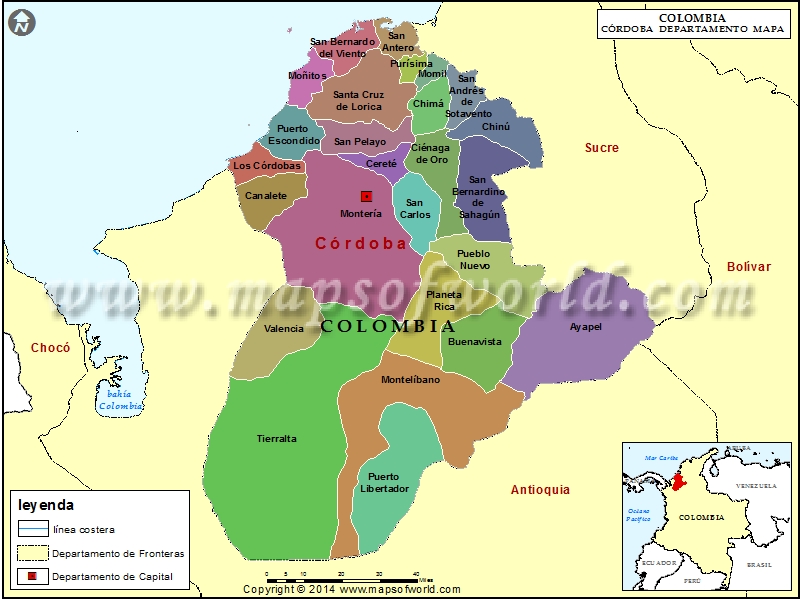 N
COLOMBIA
CÓRDOBA DEPARTAMENTO MAPA
San Bernardo
del Viento
San
Antero
Purísima
Momil
Moñitos
San
Andrés
de
Sotavento
Santa Cruz
de Lorica
Chimá
Chinú
Puerto
Escondido
San Pelayo
Ciénaga
de Oro
Sucre
Cereté
Los Córdobas
Canalete
San
Bernardino
de
Sahagún
San
Carlos
Montería
Córdoba
Pueblo
Nuevo
Bolívar
www.mapsofworld.com
Planeta
Rica
Valencia
COLOMBIA
Ayapel
Buenavista
Chocó
Montelíbano
bahía
Colombia
Tierralta
Puerto
Libertador
Antioquia
leyenda
línea costera
Departamento de Fronteras
Departamento de Capital
0 5 10 20 30 40
Miles
Copyright © 2014 www.mapsofworld.com
Mar Caribe
ARUBA
VENEZUELA
Océano
Pacífico
COLOMBIA
ECUADOR
BRASIL
PERÚ